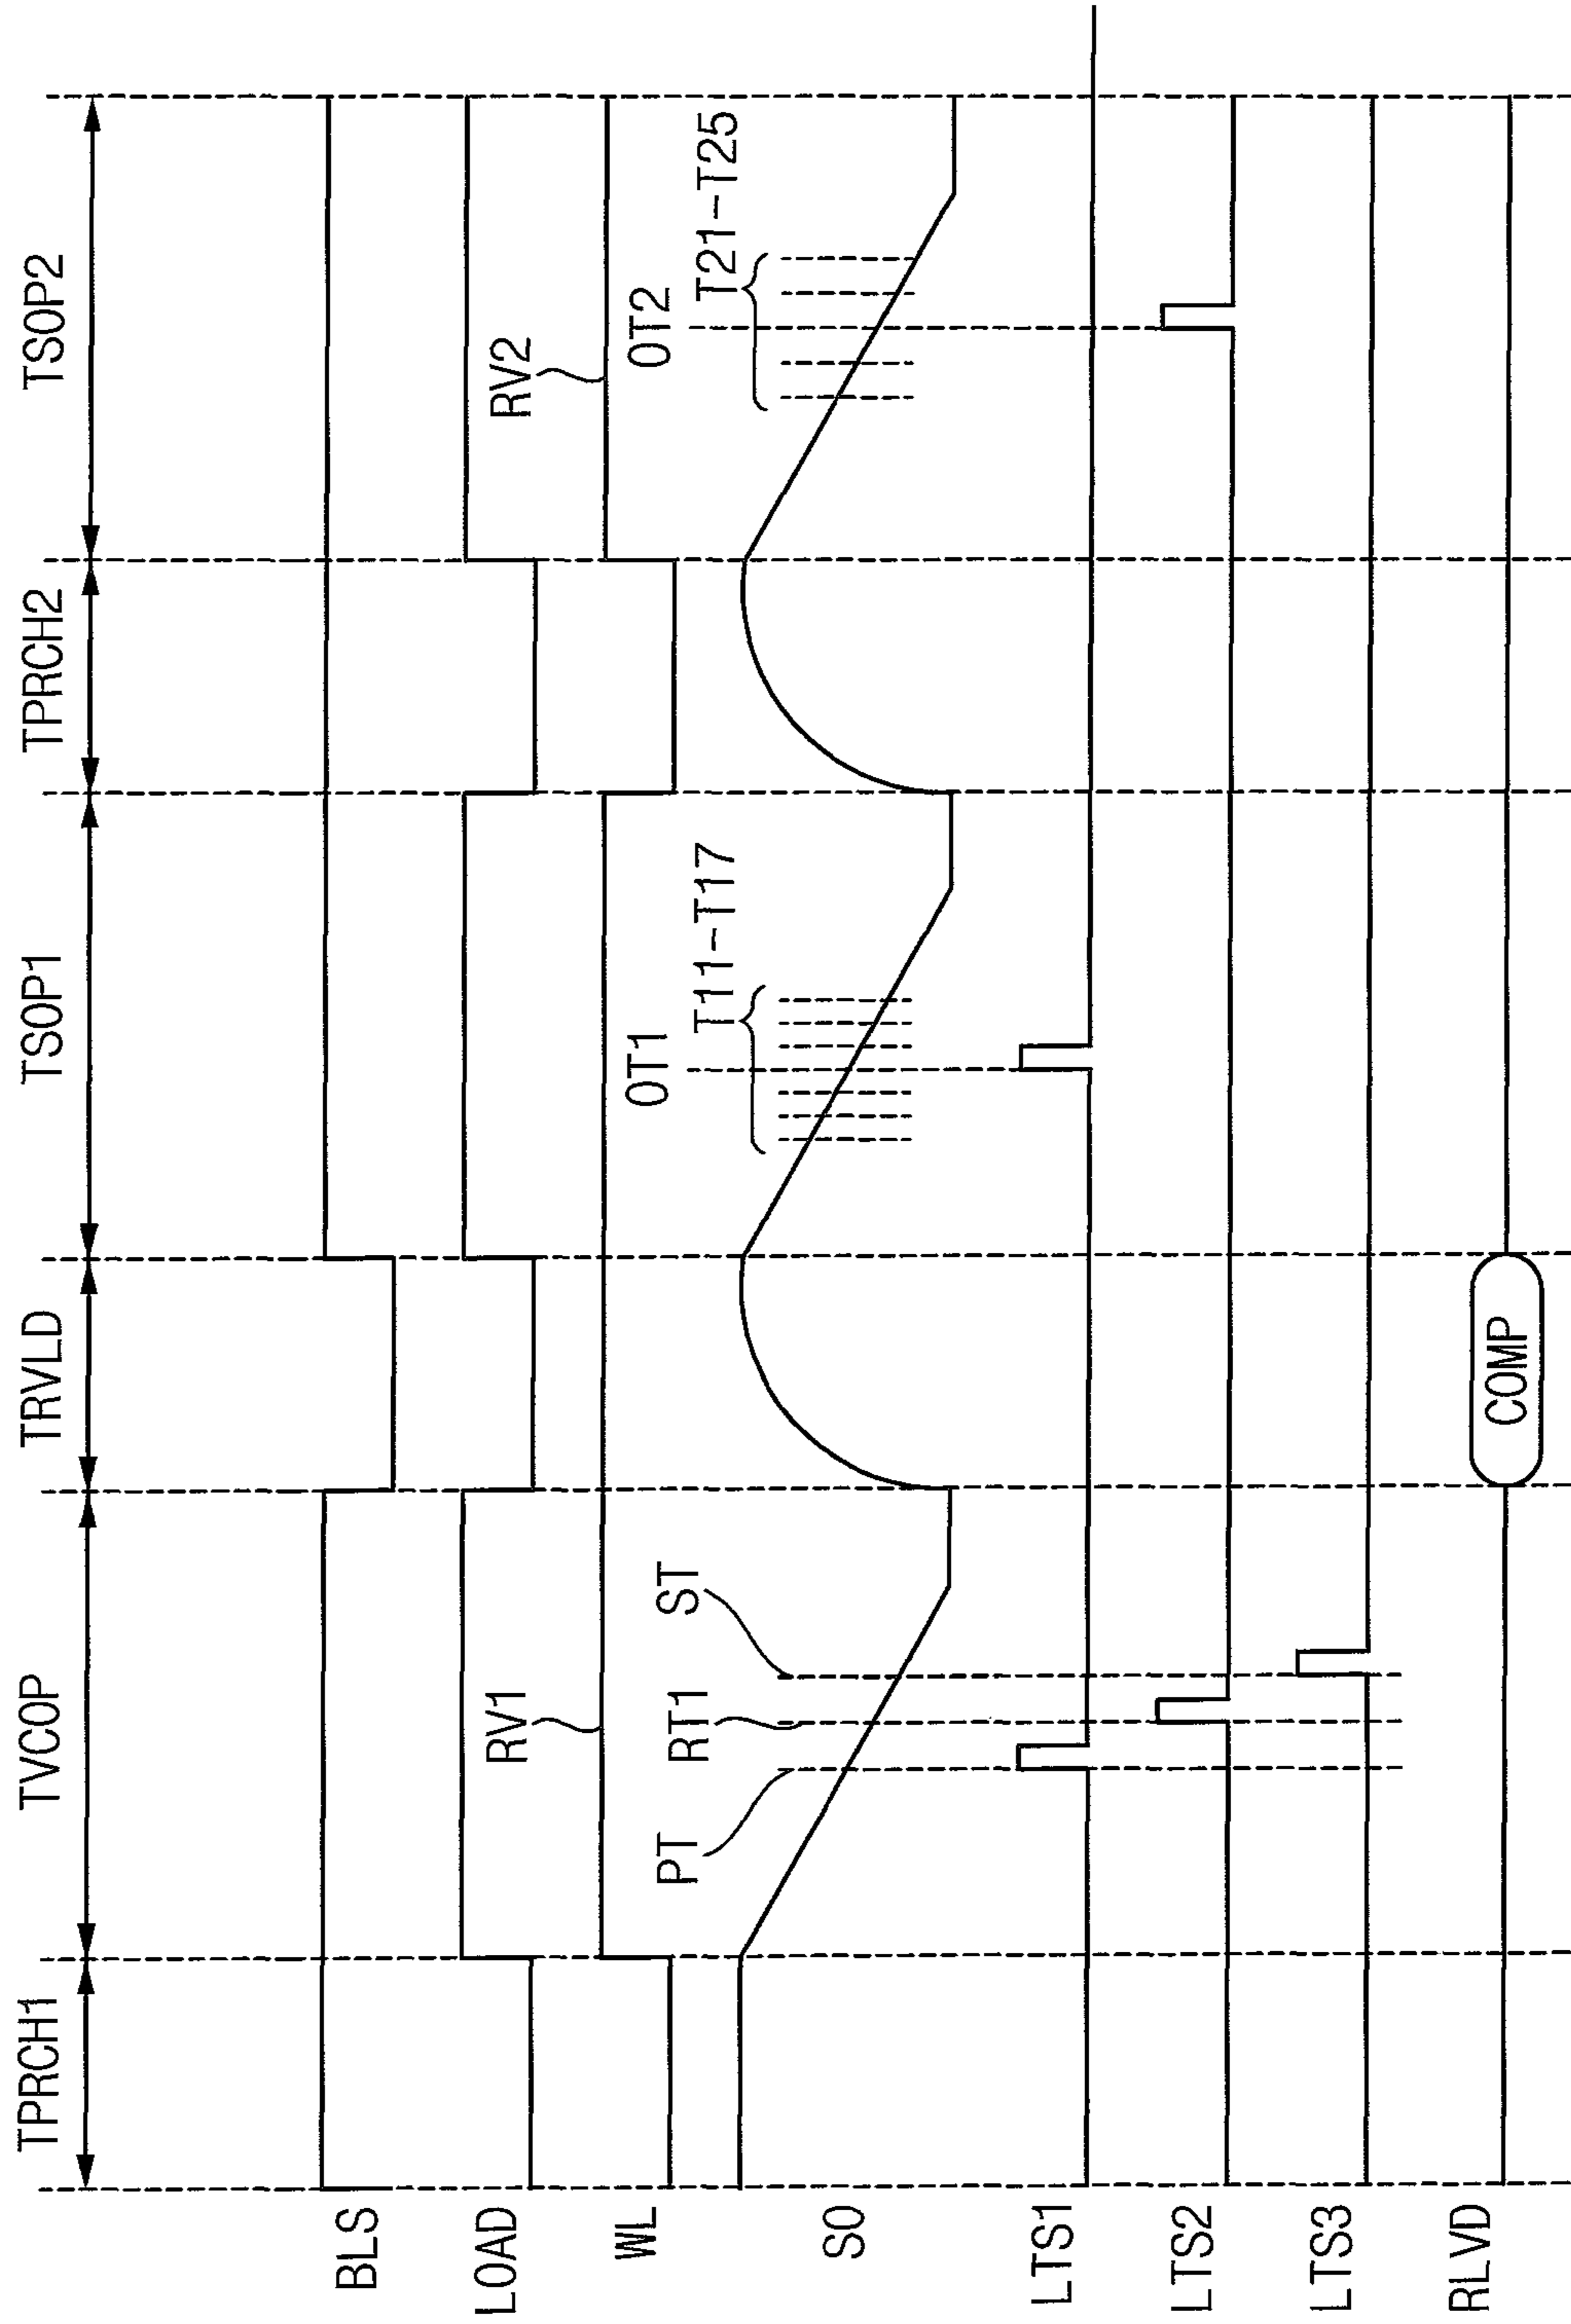 TPRCH1 TVCOP TRVLD TSOP1 TPRCH2 TSOP2
BLS
LOAD
RV1 RV2
WL
PT RT1 ST OT1 OT2
T11-T17 T21-T25
SO
LTS1
LTS2
LTS3
RLVD COMP